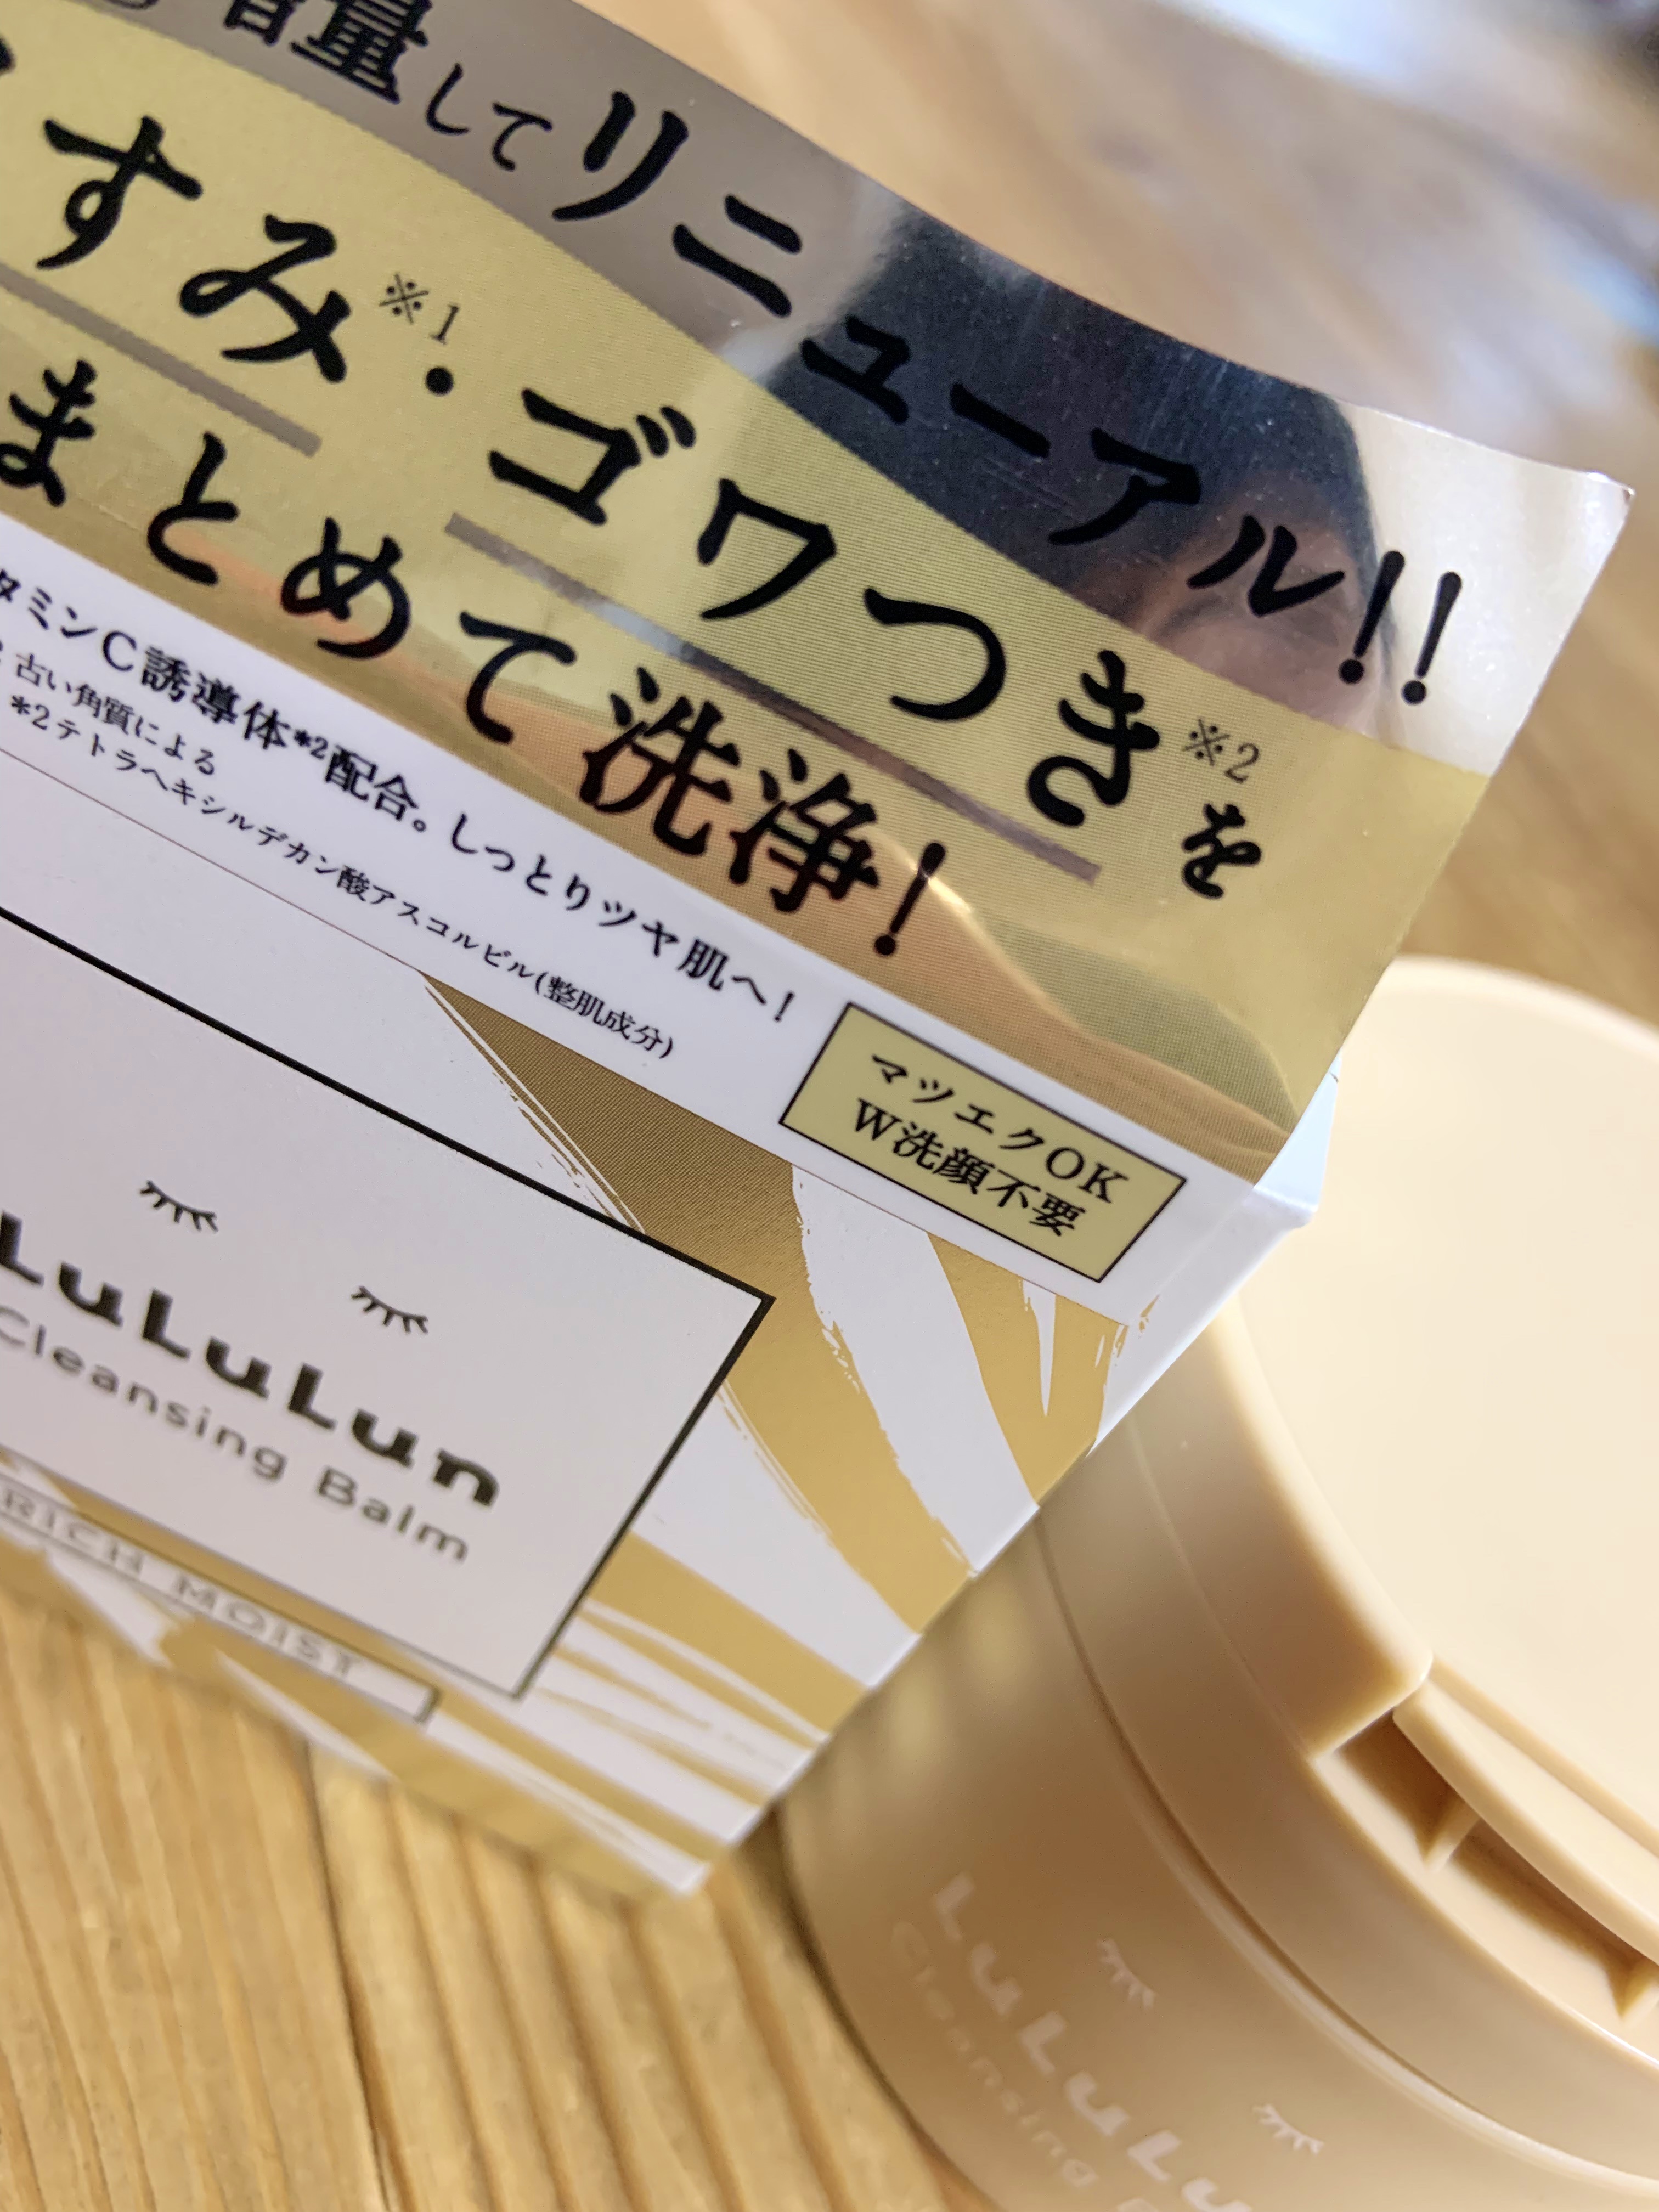 増量してリニューアル!!
すみ※1・ゴワつき※2を
まとめて洗浄!
タミンC誘導体*2配合。しっとりツヤ肌へ!
古い角質による
*2テトラヘキシルデカン酸アスコルビル(整肌成分)
マツエクOK
W洗顔不要
LuLuLun
Cleansing Balm
RICH MOIST
LuLuLu
Cleansing